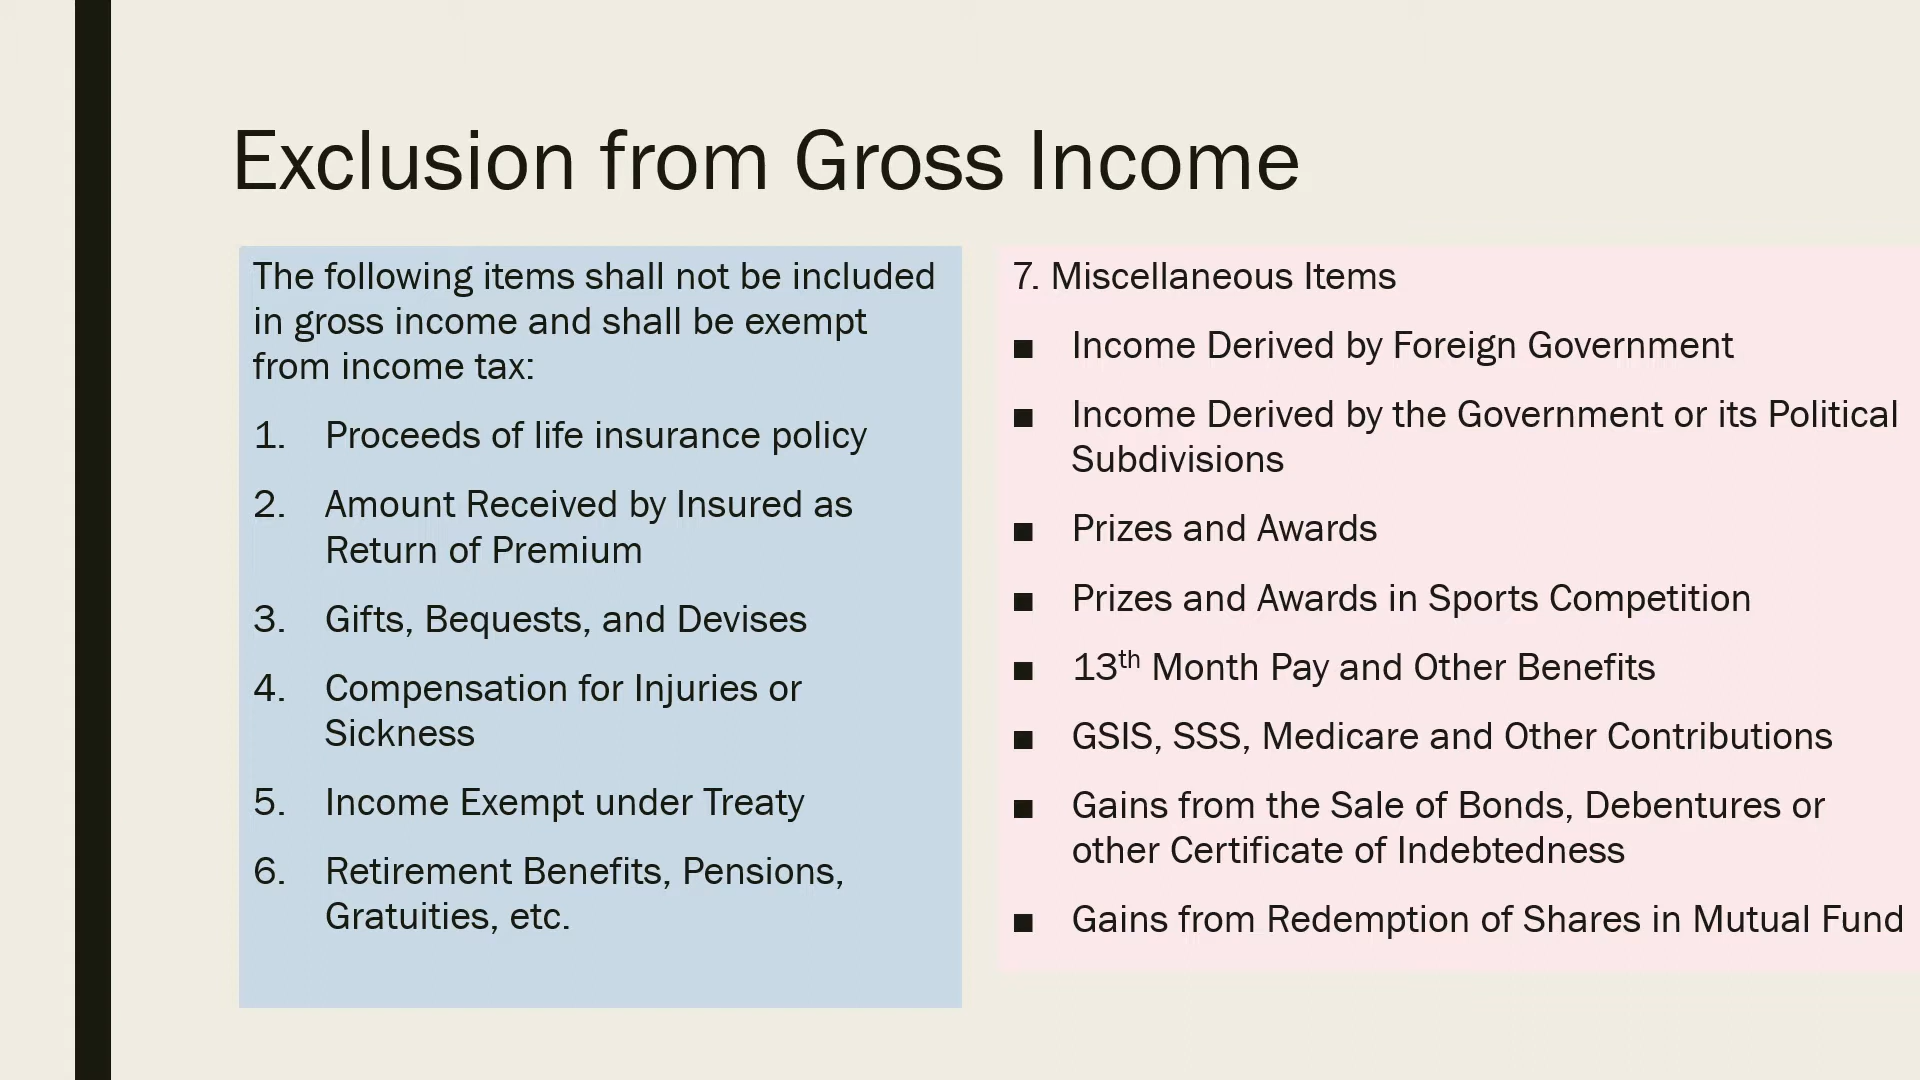 Exclusion from Gross Income
The following items shall not be included
in gross income and shall be exempt
from income tax:
1. Proceeds of life insurance policy
2. Amount Received by Insured as
Return of Premium
3. Gifts, Bequests, and Devises
4. Compensation for Injuries or
Sickness
5. Income Exempt under Treaty
6. Retirement Benefits, Pensions,
Gratuities, etc.
7. Miscellaneous Items
■ Income Derived by Foreign Government
■ Income Derived by the Government or its Political
Subdivisions
■ Prizes and Awards
■ Prizes and Awards in Sports Competition
■ 13th Month Pay and Other Benefits
■ GSIS, SSS, Medicare and Other Contributions
■ Gains from the Sale of Bonds, Debentures or
other Certificate of Indebtedness
■ Gains from Redemption of Shares in Mutual Fund